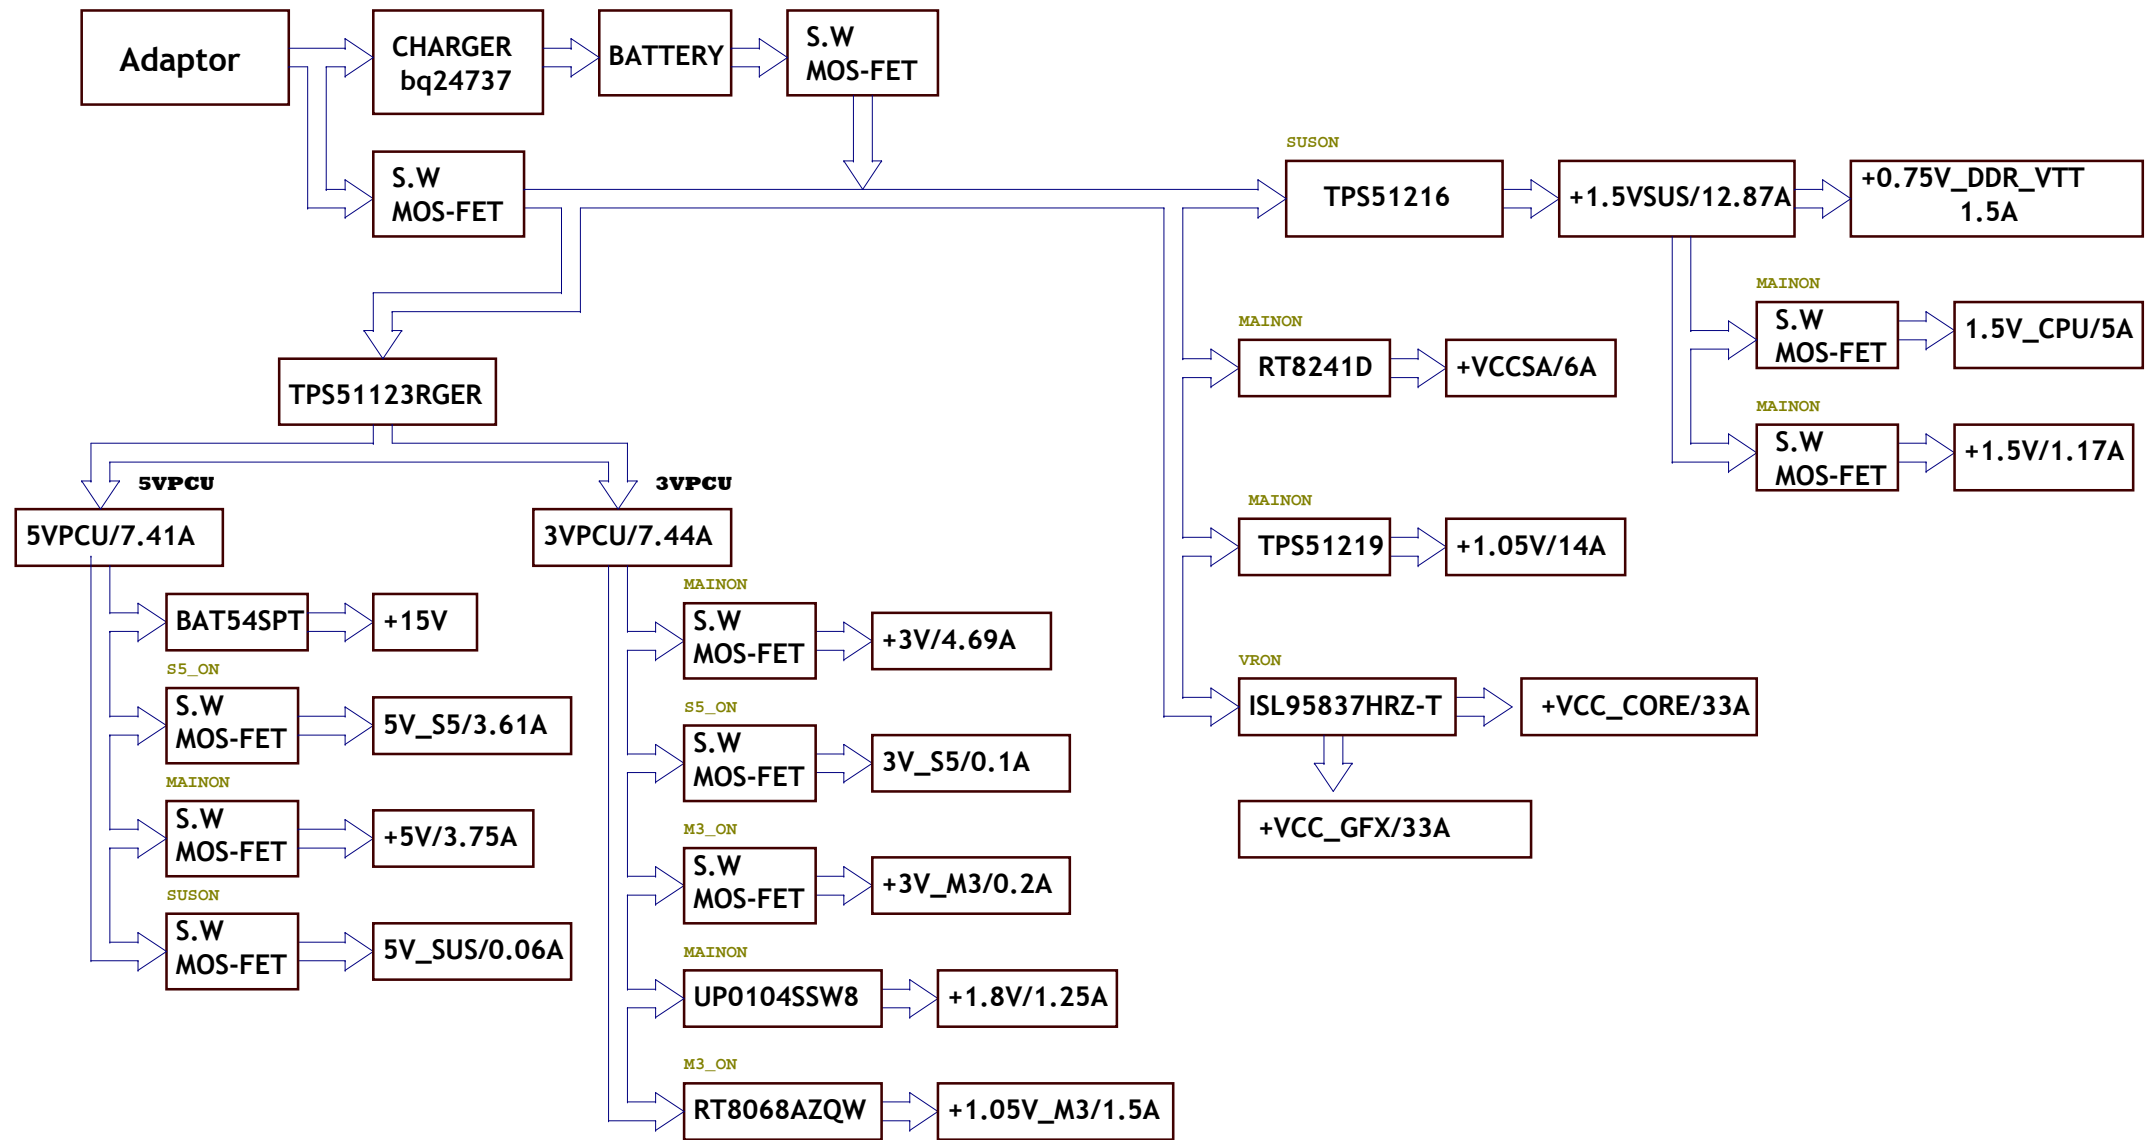 Adaptor
CHARGER
bq24737
BATTERY
S.W
MOS-FET
S.W
MOS-FET
SUSON
TPS51216
+1.5VSUS/12.87A
+0.75V_DDR_VTT
1.5A
MAINON
S.W
MOS-FET
1.5V_CPU/5A
MAINON
S.W
MOS-FET
+1.5V/1.17A
MAINON
RT8241D
+VCCSA/6A
MAINON
TPS51219
+1.05V/14A
VRON
ISL95837HRZ-T
+VCC_CORE/33A
+VCC_GFX/33A
TPS51123RGER
5VPCU
3VPCU
5VPCU/7.41A
BAT54SPT
+15V
S5_ON
S.W
MOS-FET
5V_S5/3.61A
MAINON
S.W
MOS-FET
+5V/3.75A
SUSON
S.W
MOS-FET
5V_SUS/0.06A
3VPCU/7.44A
MAINON
S.W
MOS-FET
+3V/4.69A
S5_ON
S.W
MOS-FET
3V_S5/0.1A
M3_ON
S.W
MOS-FET
+3V_M3/0.2A
MAINON
UP0104SSW8
+1.8V/1.25A
M3_ON
RT8068AZQW
+1.05V_M3/1.5A